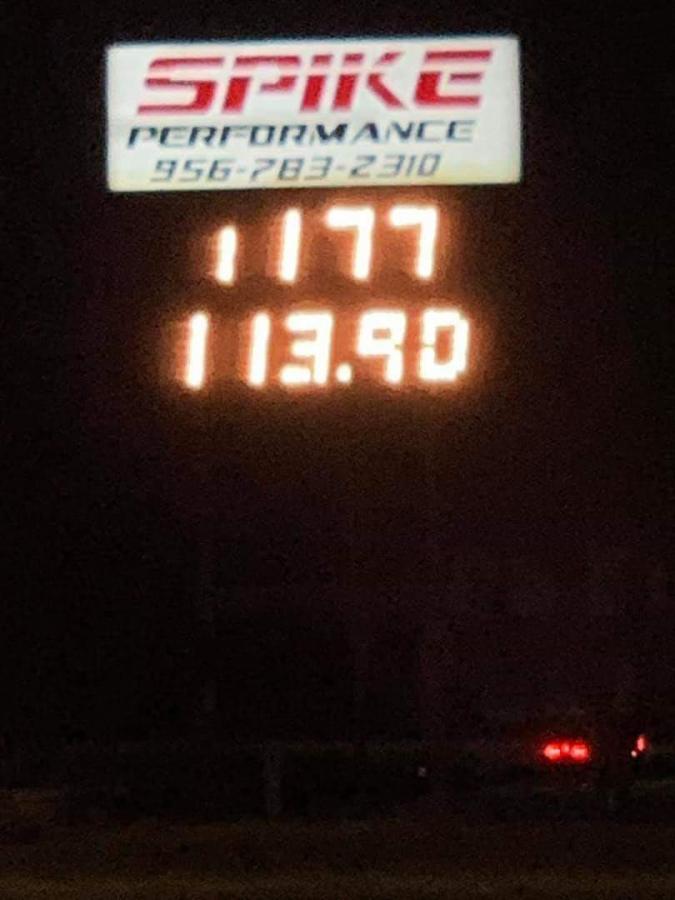 SPIKE
PERFORMANCE
956-783-2310
1177
113.90